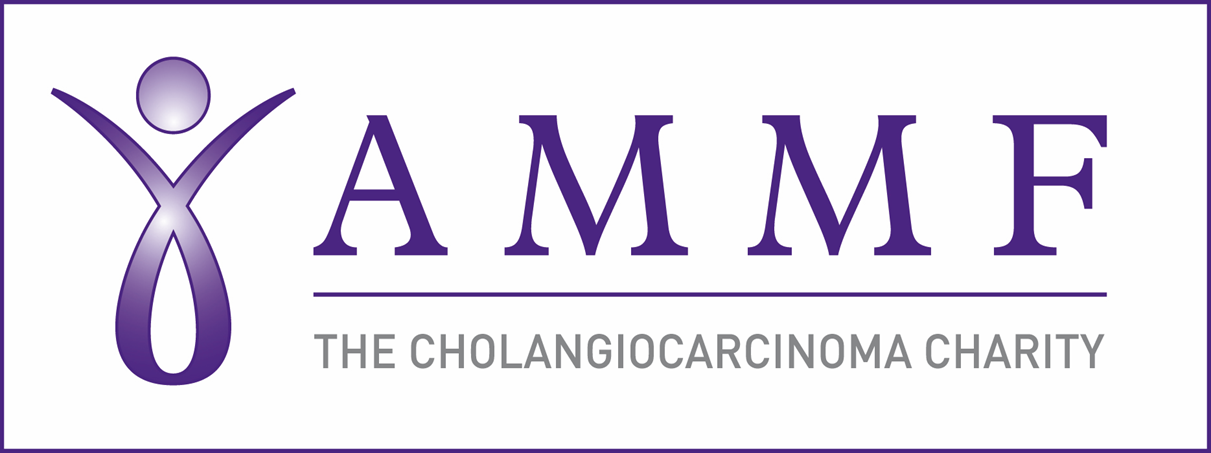 AMMF
THE CHOLANGIOCARCINOMA CHARITY